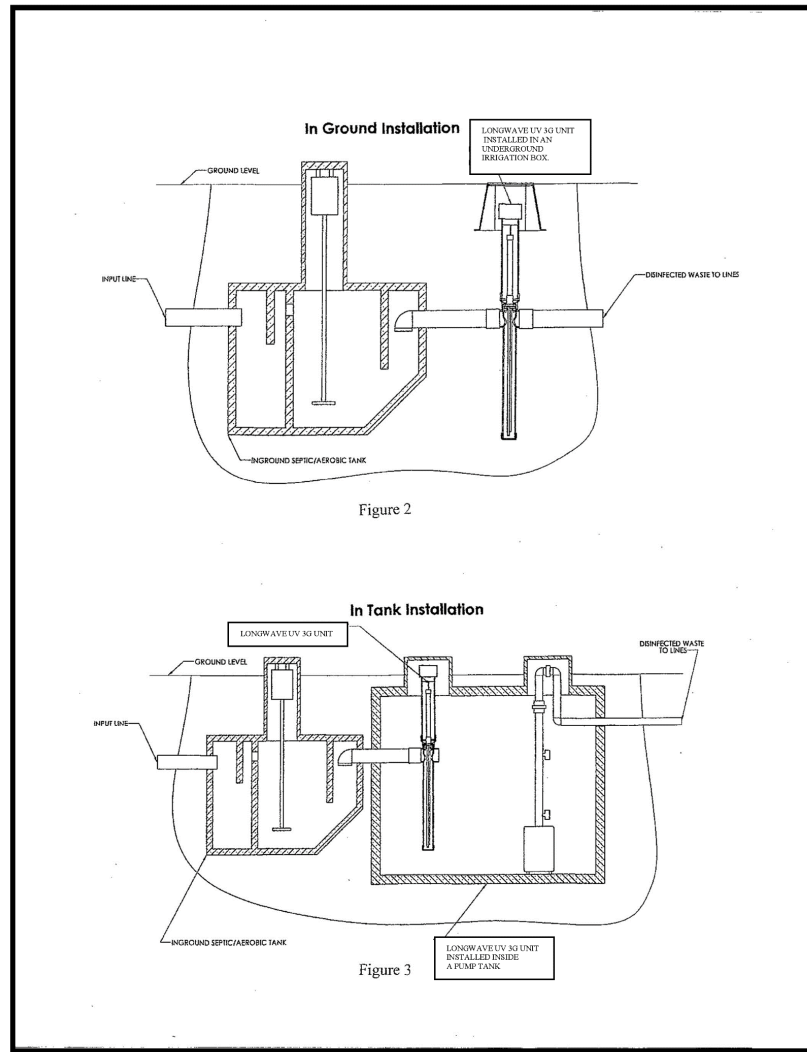 In Ground Installation
LONGWAVE UV 3G UNIT
INSTALLED IN AN
UNDERGROUND
IRRIGATION BOX.
GROUND LEVEL
INPUT LINE
DISINFECTED WASTE TO LINES
INGROUND SEPTIC/AEROBIC TANK
Figure 2
In Tank Installation
LONGWAVE UV 3G UNIT
DISINFECTED WASTE
TO LINES
GROUND LEVEL
INPUT LINE
INGROUND SEPTIC/AEROBIC TANK
LONGWAVE UV 3G UNIT
INSTALLED INSIDE
A PUMP TANK
Figure 3